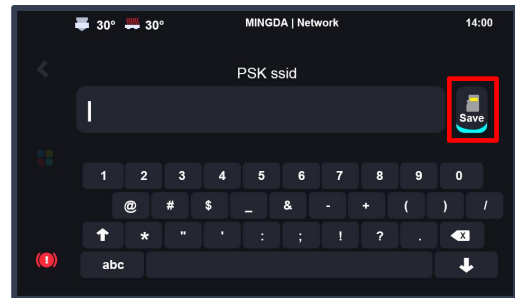 30° 30° MINGDA | Network 14:00
PSK ssid
Save
1 2 3 4 5 6 7 8 9 0
@ # $ _ & - + ( ) /
* " ' : ; ! ? .
abc